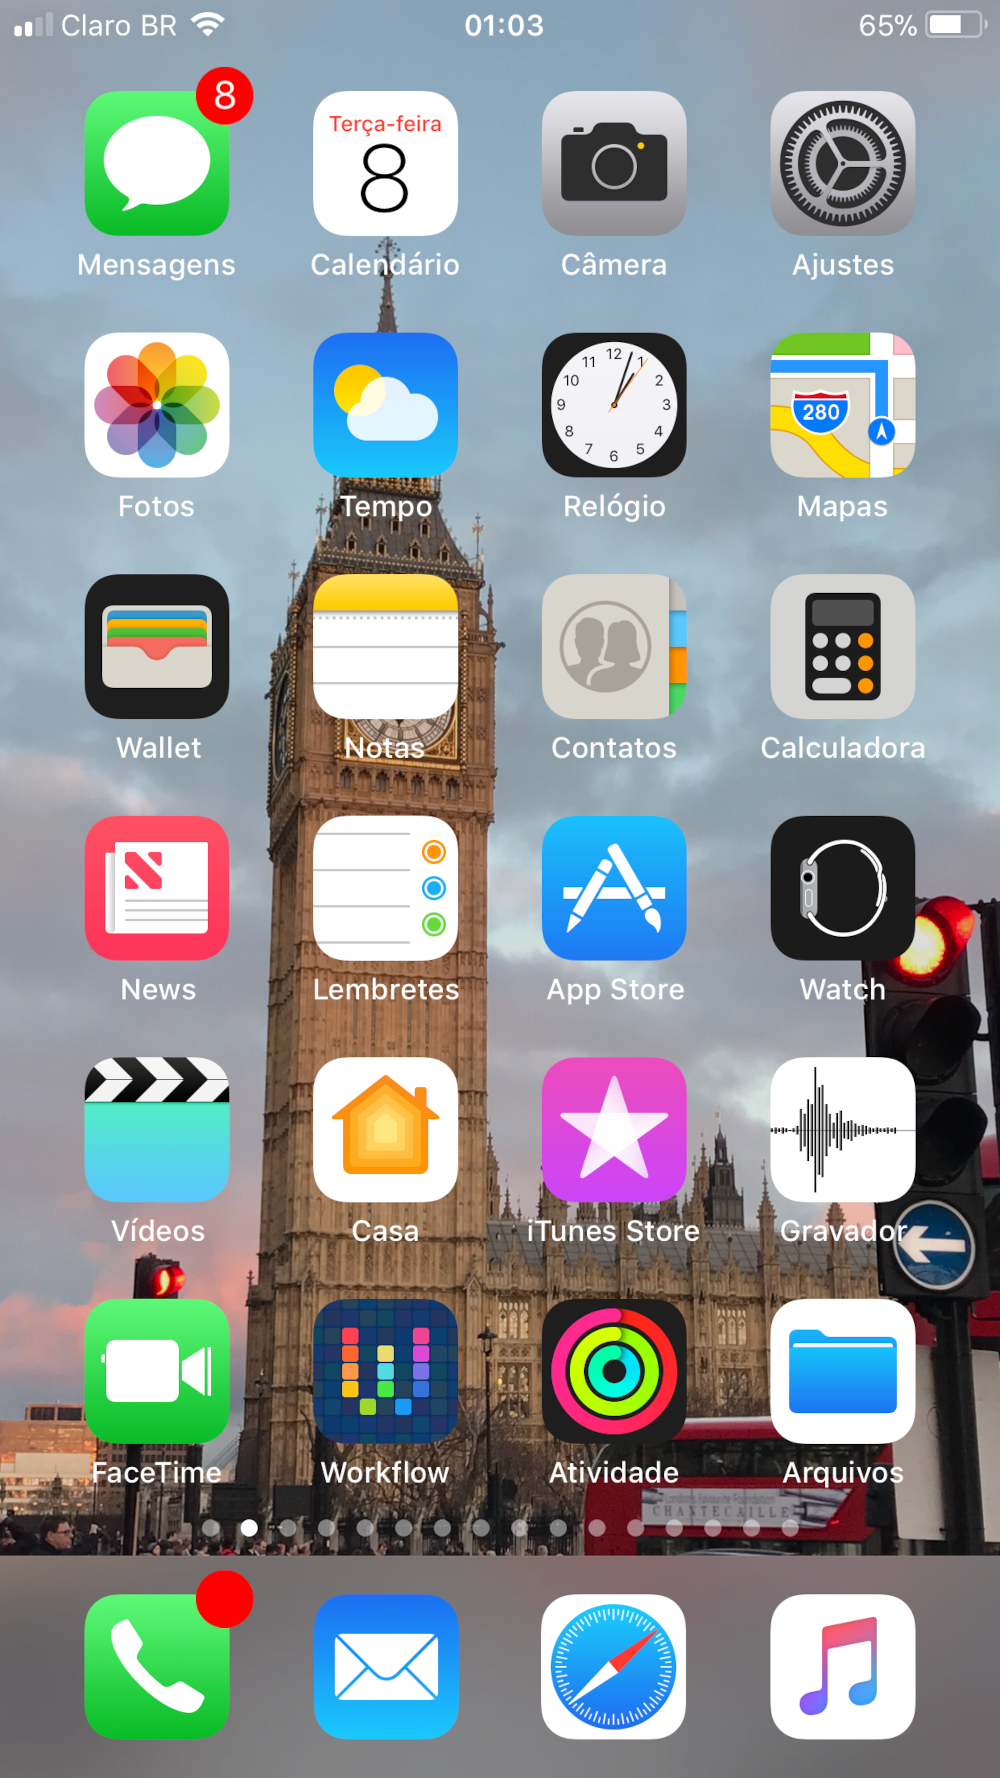 Claro BR 01:03 65%
8
Terça-feira
8
Mensagens Calendário Câmera Ajustes
12
11 1
10 2
9 3
8 4
7 5
6
280
Fotos Tempo Relógio Mapas
Wallet Notas Contatos Calculadora
News Lembretes App Store Watch
Vídeos Casa iTunes Store Gravador
FaceTime Workflow Atividade Arquivos
CHANTECAILLE